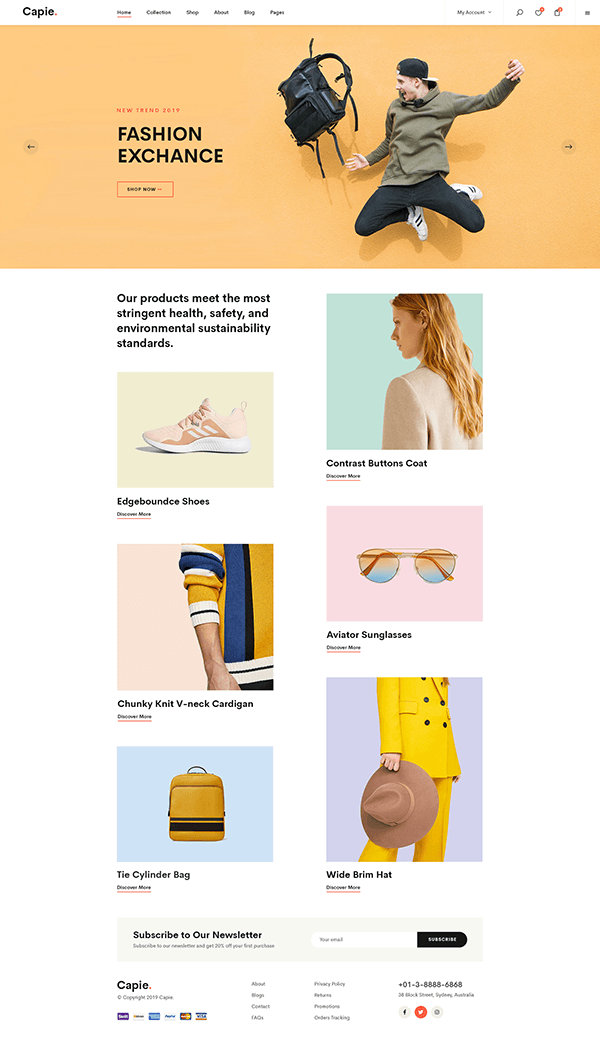 Capie.
Home Collection Shop About Blog Pages
My Account
NEW TREND 2019
FASHION
EXCHANCE
SHOP NOW
Our products meet the most
stringent health, safety, and
environmental sustainability
standards.
Contrast Buttons Coat
Discover More
Edgeboundce Shoes
Discover More
Aviator Sunglasses
Discover More
Chunky Knit V-neck Cardigan
Discover More
Tie Cylinder Bag
Discover More
Wide Brim Hat
Discover More
Subscribe to Our Newsletter
Subscribe to our newsletter and get 20% off your first purchase
Your email
SUBSCRIBE
Capie.
© Copyright 2019 Capie.
About
Blogs
Contact
FAQs
Privacy Policy
Returns
Promotions
Orders Tracking
+01-3-8888-6868
38 Block Street, Sydney, Australia
PayPal
VISA